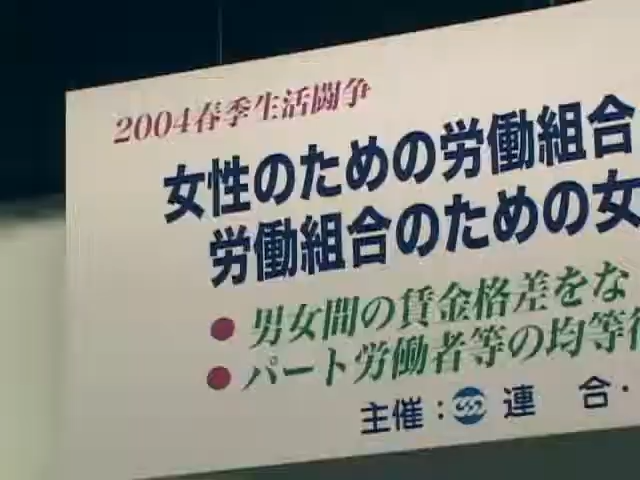 2004春季生活闘争
女性のための労働組合
労働組合のための女
● 男女間の賃金格差をな
● パート労働者等の均等待
主催：連 合・